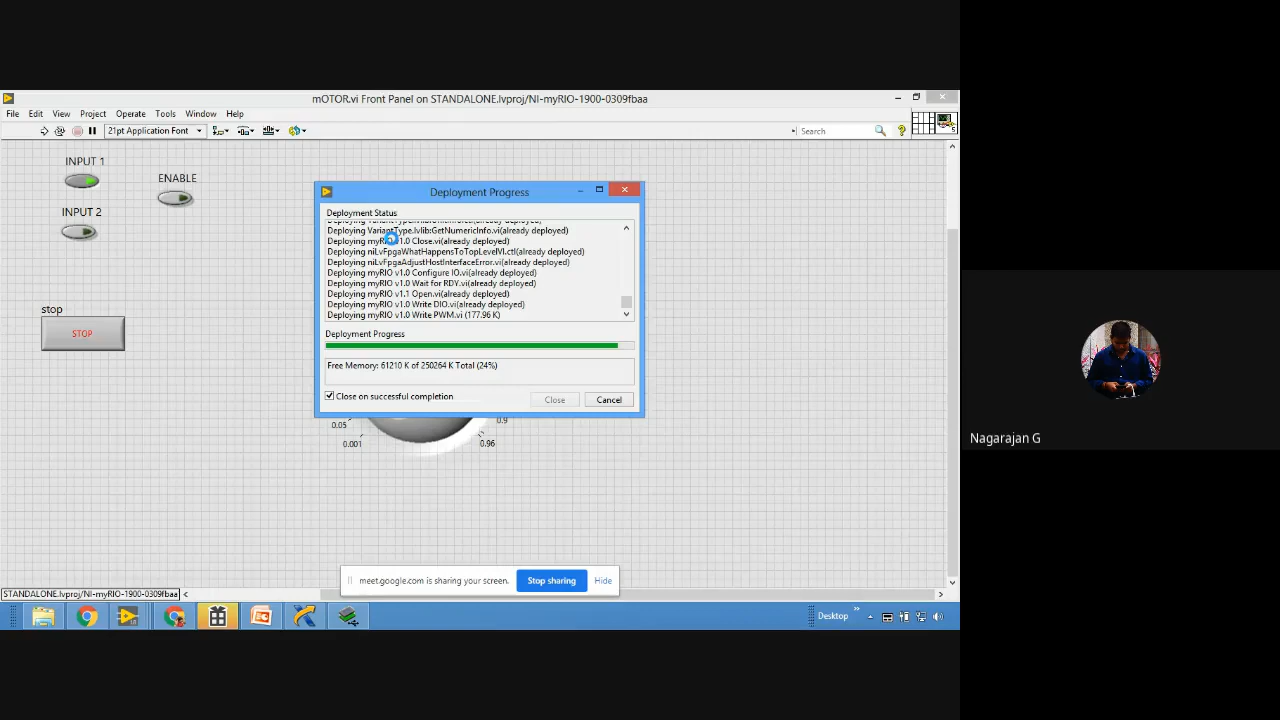 mOTOR.vi Front Panel on STANDALONE.lvproj/NI-myRIO-1900-0309fbaa
File Edit View Project Operate Tools Window Help
21pt Application Font
Search
INPUT 1
ENABLE
INPUT 2
stop
STOP
Deployment Progress
Deployment Status
Deploying VariantType.lvlib:GetNumericInfo.vi(already deployed)
Deploying myRIO v1.0 Close.vi(already deployed)
Deploying niLvFpgaWhatHappensToTopLevelVI.ctl(already deployed)
Deploying niLvFpgaAdjustHostInterfaceError.vi(already deployed)
Deploying myRIO v1.0 Configure IO.vi(already deployed)
Deploying myRIO v1.0 Wait for RDY.vi(already deployed)
Deploying myRIO v1.1 Open.vi(already deployed)
Deploying myRIO v1.0 Write DIO.vi(already deployed)
Deploying myRIO v1.0 Write PWM.vi (177.96 K)
Deployment Progress
Free Memory: 61210 K of 250264 K Total (24%)
Close on successful completion
Close
Cancel
0.05
0.9
0.001
0.96
Nagarajan G
meet.google.com is sharing your screen.
Stop sharing
Hide
STANDALONE.lvproj/NI-myRIO-1900-0309fbaa
Desktop